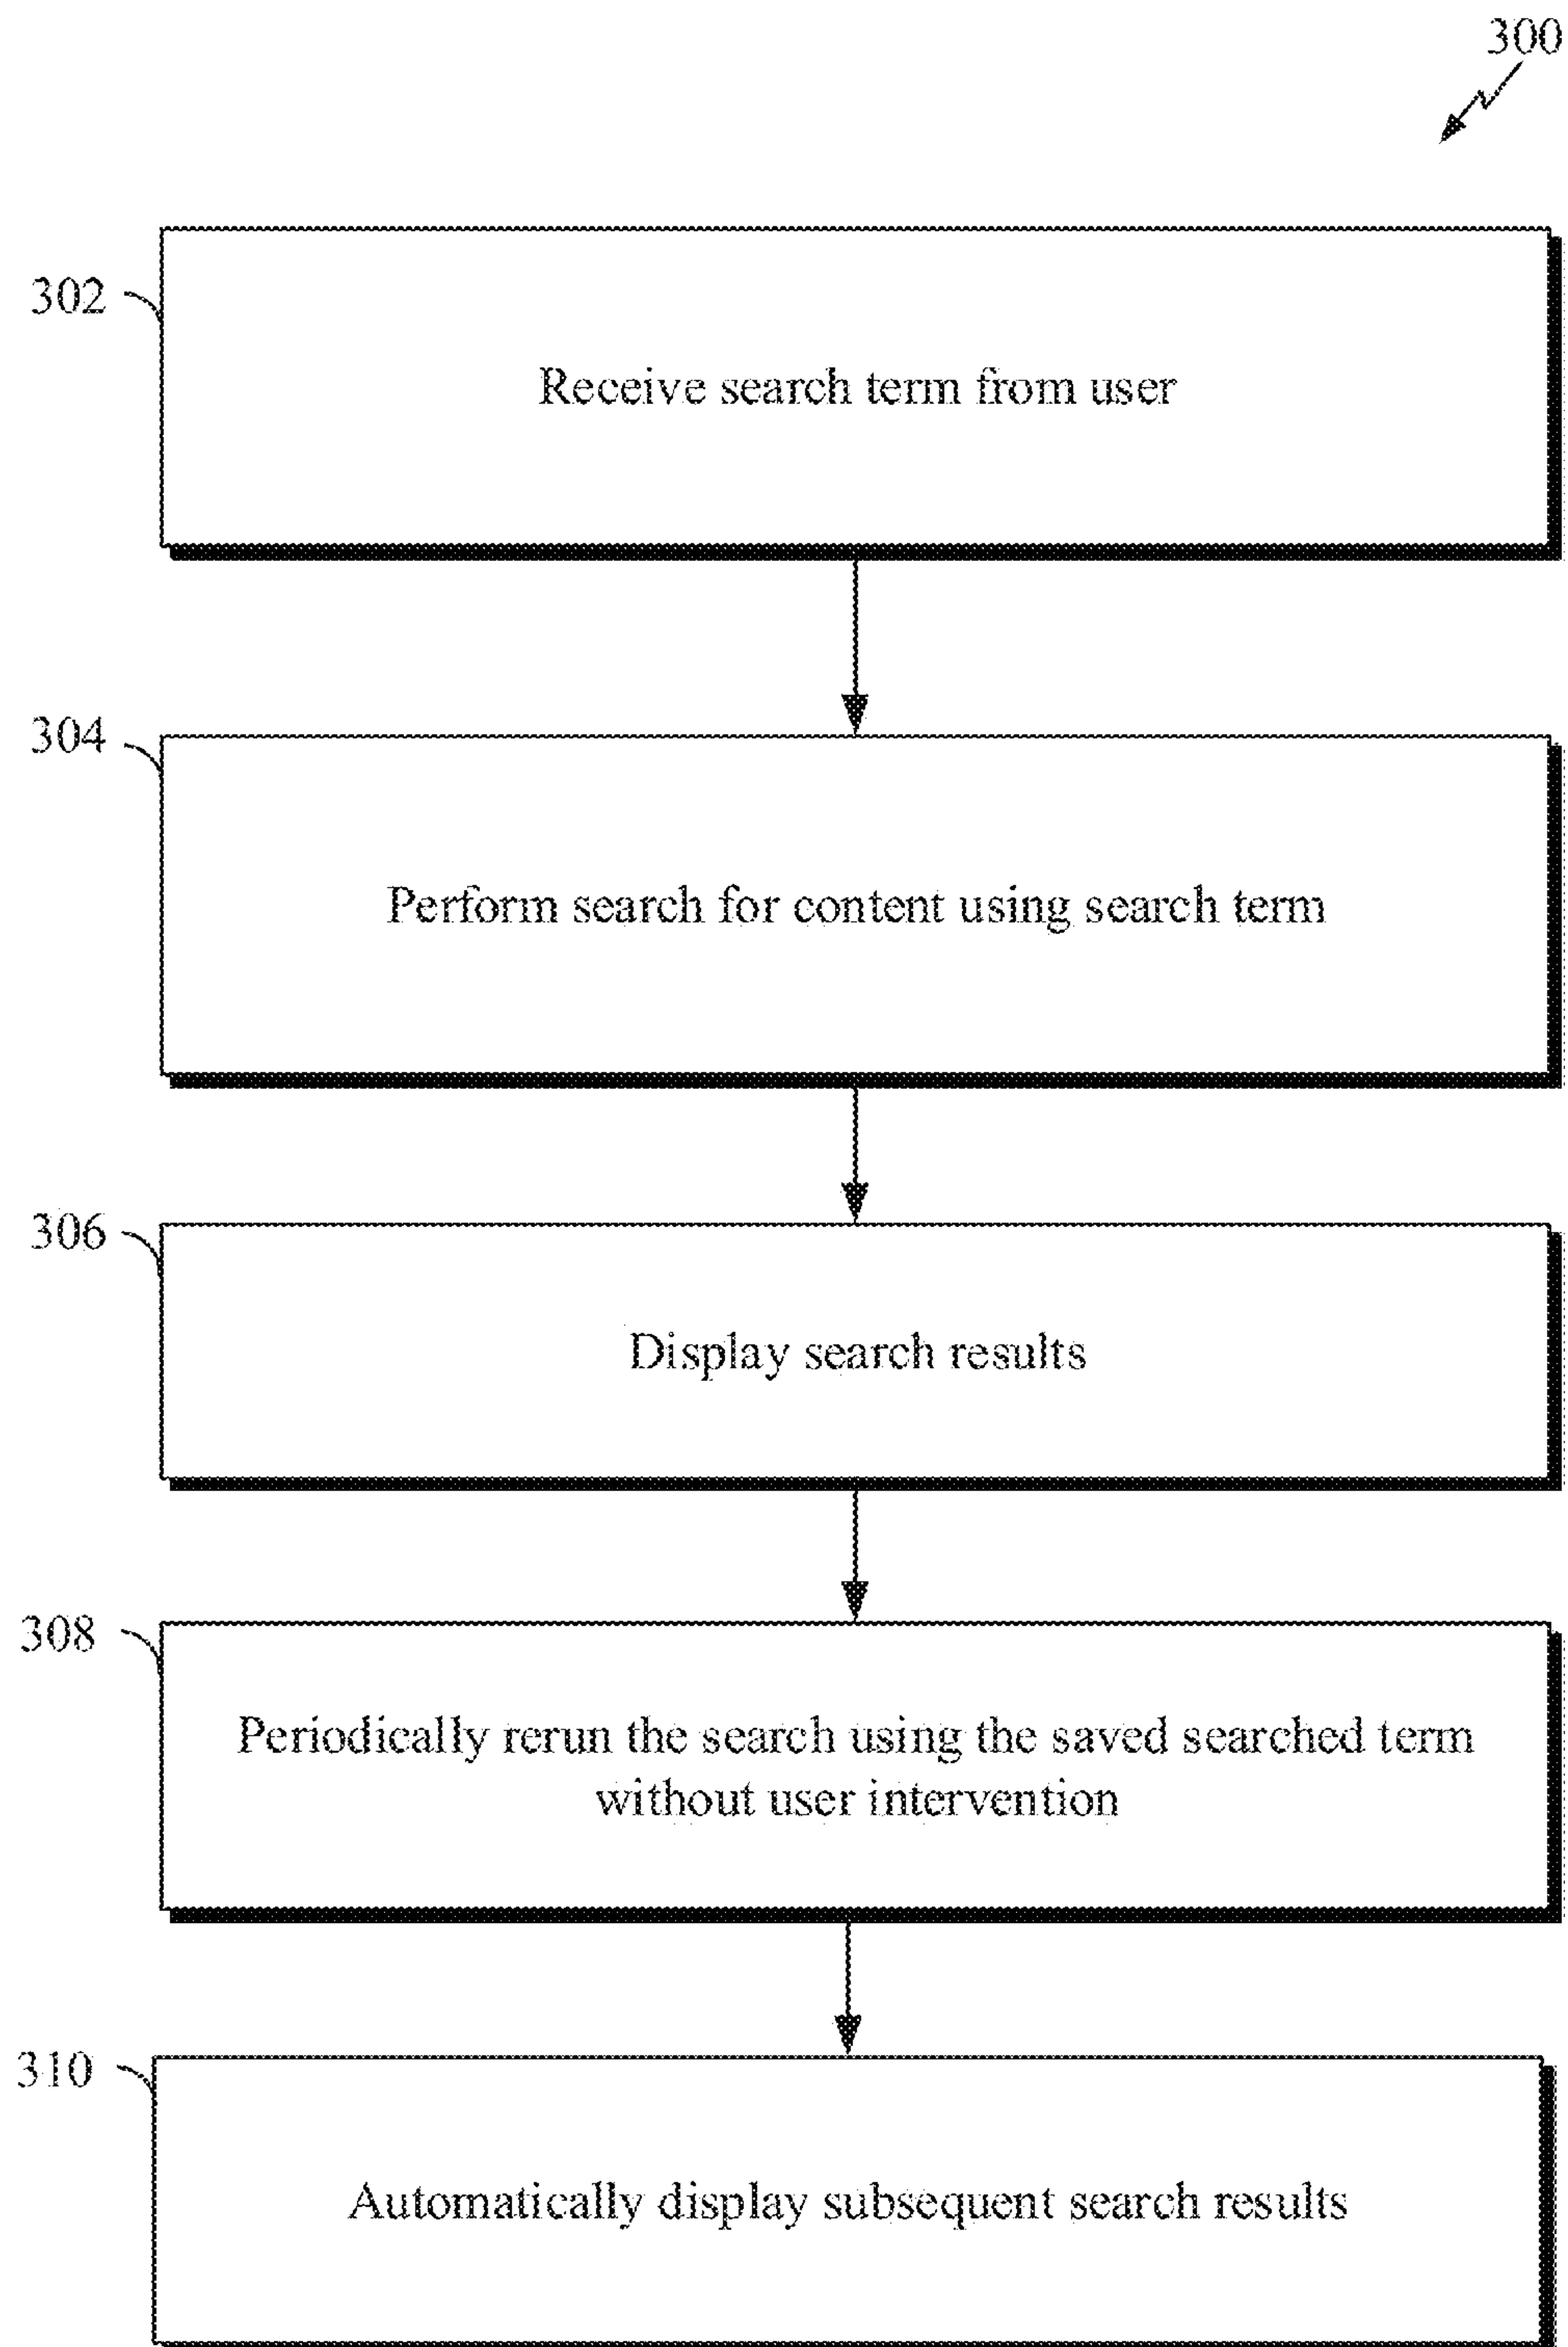 300
302
Receive search term from user
304
Perform search for content using search term
306
Display search results
308
Periodically rerun the search using the saved searched term
without user intervention
310
Automatically display subsequent search results